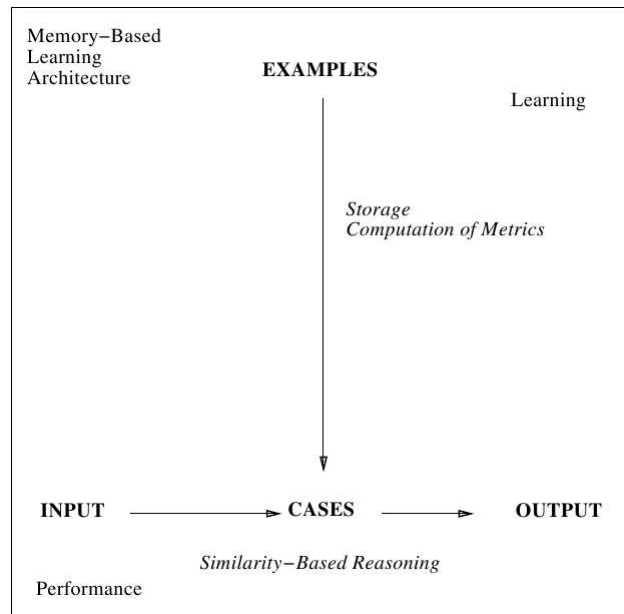 Memory−Based
Learning
Architecture
EXAMPLES
Learning
Storage
Computation of Metrics
INPUT
CASES
OUTPUT
Similarity−Based Reasoning
Performance